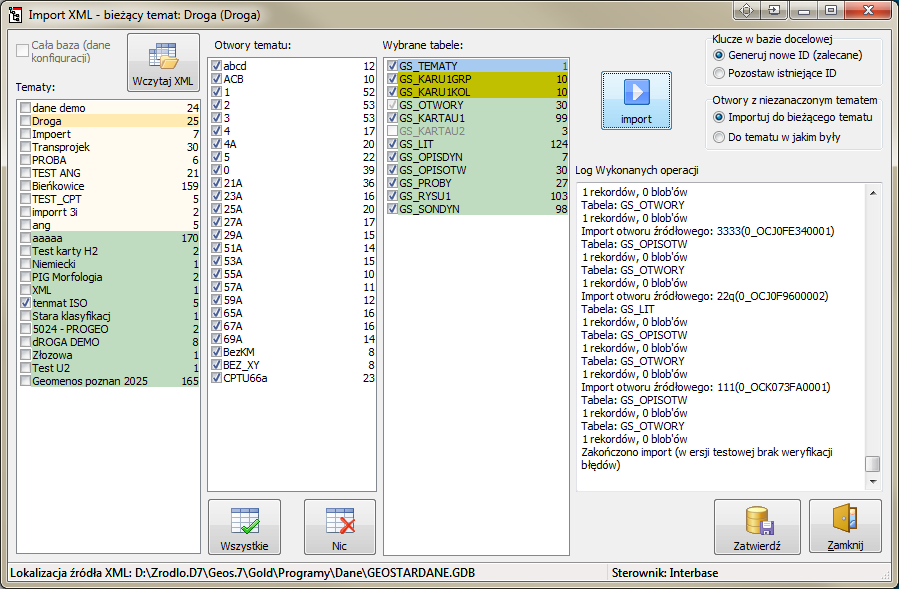 Import XML - bieżący temat: Droga (Droga)
Cała baza (dane
konfiguracji)
Wczytaj XML
Tematy:
dane demo 24
Droga 25
Impoert 7
Transprojek 30
PROBA 6
TEST ANG 21
Bieńkowice 159
TEST_CPT 5
imporrt 3i 2
ang 5
aaaaa 170
Test karty H2 2
Niemiecki 1
PIG Morfologia 2
XML 1
tenmat ISO 5
Stara klasyfikacj 1
5024 - PROGEO 2
dROGA DEMO 8
Złozowa 1
Test U2 1
Geomenos poznan 2025 165
Otwory tematu:
abcd 12
ACB 10
1 52
2 53
3 53
4 17
4A 20
5 22
0 39
21A 36
23A 16
25A 20
27A 17
29A 15
51A 14
53A 15
55A 10
57A 11
59A 12
65A 16
67A 16
69A 14
BezKM 8
BEZ_XY 8
CPTU66a 23
Wszystkie
Nic
Wybrane tabele:
GS_TEMATY 1
GS_KARU1GRP 10
GS_KARU1KOL 10
GS_OTWORY 30
GS_KARTAU1 99
GS_KARTAU2 3
GS_LIT 124
GS_OPISDYN 7
GS_OPISOTW 30
GS_PROBY 27
GS_RYSU1 103
GS_SONDYN 98
import
Klucze w bazie docelowej
Generuj nowe ID (zalecane)
Pozostaw istniejące ID
Otwory z niezaznaczonym tematem
Importuj do bieżącego tematu
Do tematu w jakim były
Log Wykonanych operacji
1 rekordów, 0 blob'ów
Tabela: GS_OTWORY
1 rekordów, 0 blob'ów
Import otworu źródłowego: 3333(0_OCJ0FE340001)
Tabela: GS_OPISOTW
1 rekordów, 0 blob'ów
Tabela: GS_OTWORY
1 rekordów, 0 blob'ów
Import otworu źródłowego: 22q(0_OCJ0F9600002)
Tabela: GS_LIT
1 rekordów, 0 blob'ów
Tabela: GS_OPISOTW
1 rekordów, 0 blob'ów
Tabela: GS_OTWORY
1 rekordów, 0 blob'ów
Import otworu źródłowego: 111(0_OCK073FA0001)
Tabela: GS_OPISOTW
1 rekordów, 0 blob'ów
Tabela: GS_OTWORY
1 rekordów, 0 blob'ów
Zakończono import (w ersji testowej brak weryfikacji
błędów)
Zatwierdź
Zamknij
Lokalizacja źródła XML: D:\Zrodlo.D7\Geos.7\Gold\Programy\Dane\GEOSTARDANE.GDB
Sterownik: Interbase